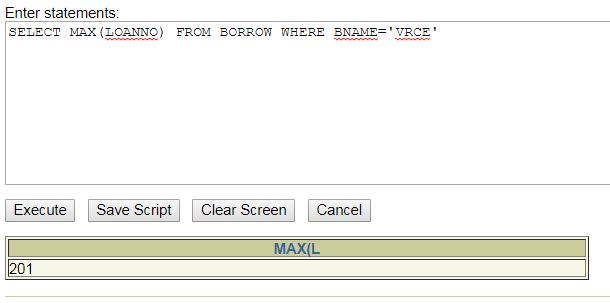 Enter statements:
SELECT MAX(LOANNO) FROM BORROW WHERE BNAME='VRCE'
Execute Save Script Clear Screen Cancel
MAX(L
201